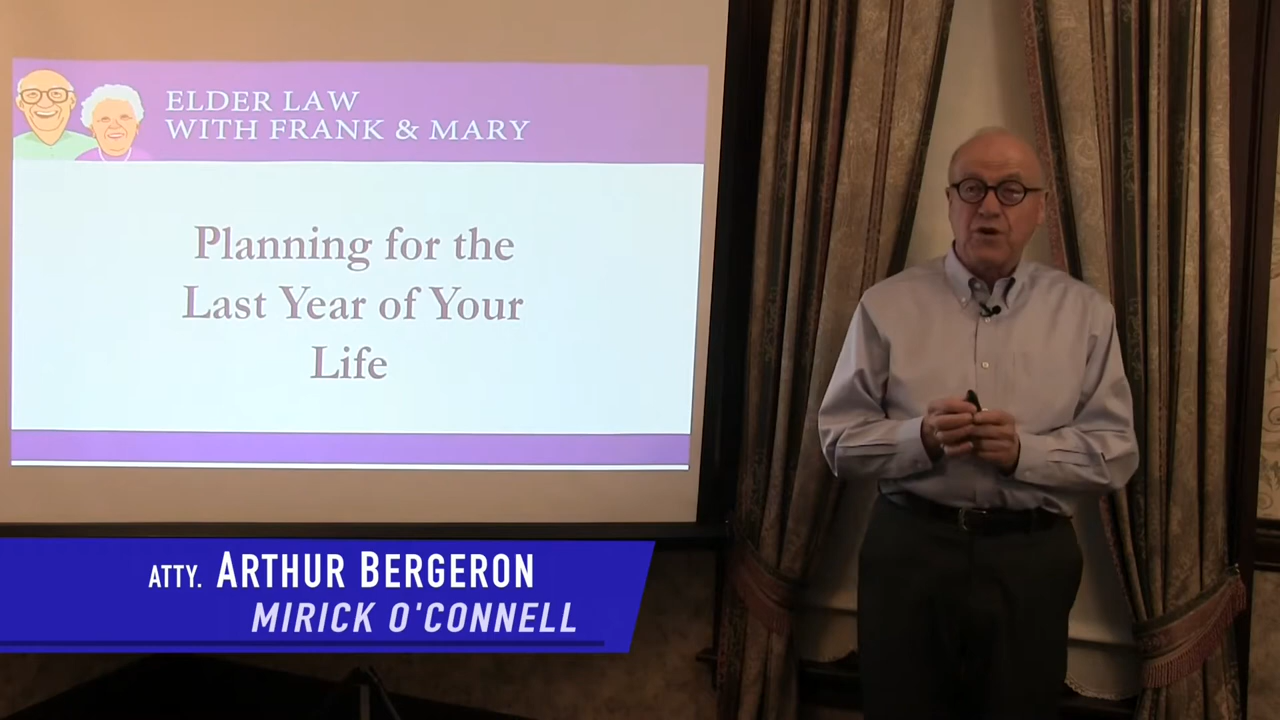 ELDER LAW
WITH FRANK & MARY
Planning for the
Last Year of Your
Life
ATTY. ARTHUR BERGERON
MIRICK O'CONNELL